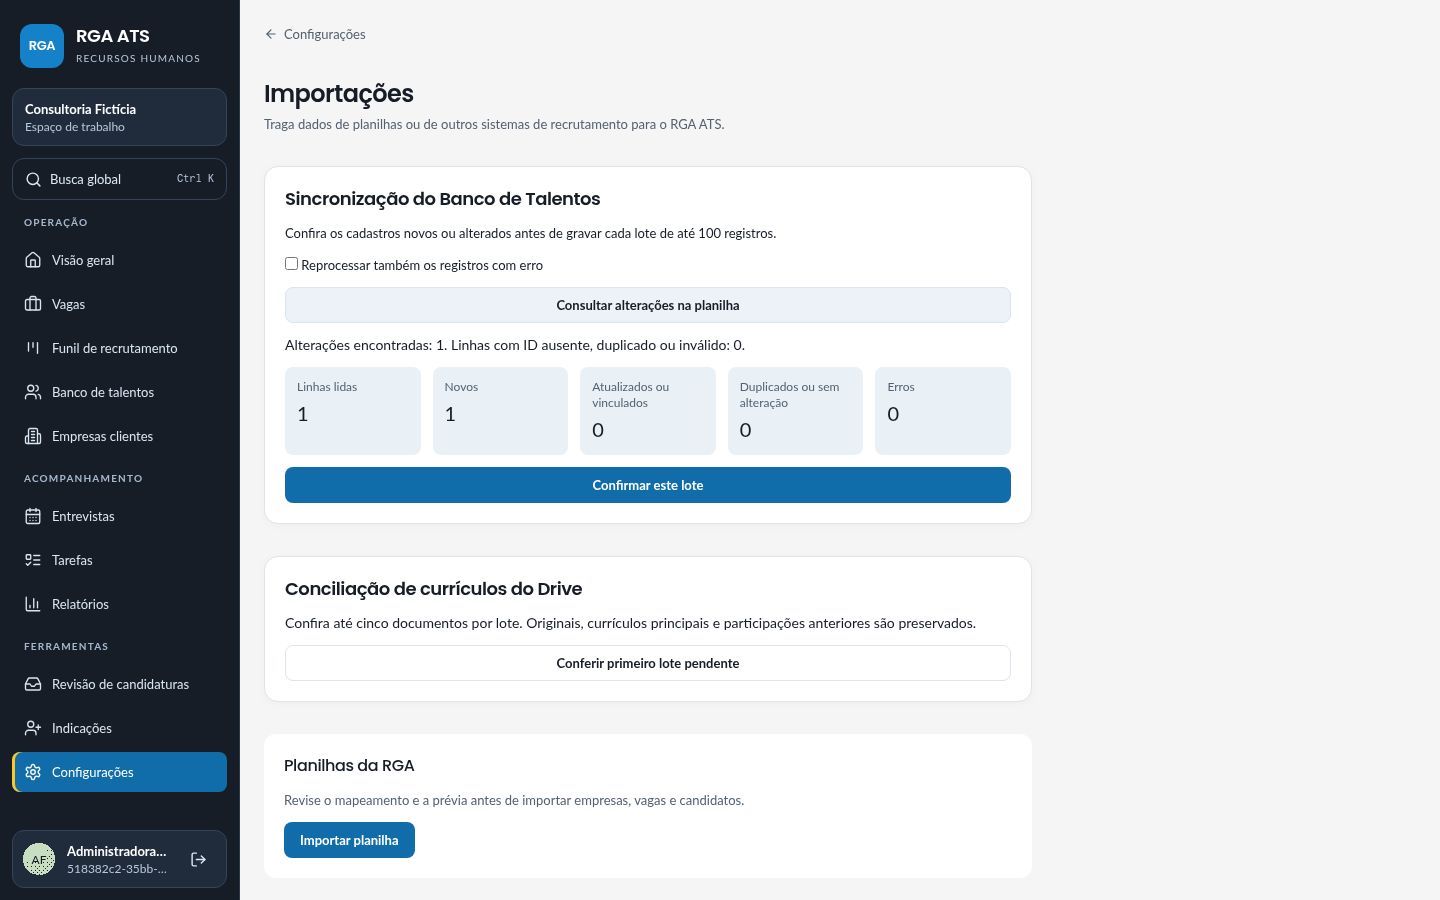 RGA
RGA ATS
RECURSOS HUMANOS
Consultoria Fictícia
Espaço de trabalho
Busca global
Ctrl K
OPERAÇÃO
Visão geral
Vagas
Funil de recrutamento
Banco de talentos
Empresas clientes
ACOMPANHAMENTO
Entrevistas
Tarefas
Relatórios
FERRAMENTAS
Revisão de candidaturas
Indicações
Configurações
AF
Administradora...
518382c2-35bb-...
Configurações
Importações
Traga dados de planilhas ou de outros sistemas de recrutamento para o RGA ATS.
Sincronização do Banco de Talentos
Confira os cadastros novos ou alterados antes de gravar cada lote de até 100 registros.
Reprocessar também os registros com erro
Consultar alterações na planilha
Alterações encontradas: 1. Linhas com ID ausente, duplicado ou inválido: 0.
Linhas lidas
1
Novos
1
Atualizados ou
vinculados
0
Duplicados ou sem
alteração
0
Erros
0
Confirmar este lote
Conciliação de currículos do Drive
Confira até cinco documentos por lote. Originais, currículos principais e participações anteriores são preservados.
Conferir primeiro lote pendente
Planilhas da RGA
Revise o mapeamento e a prévia antes de importar empresas, vagas e candidatos.
Importar planilha